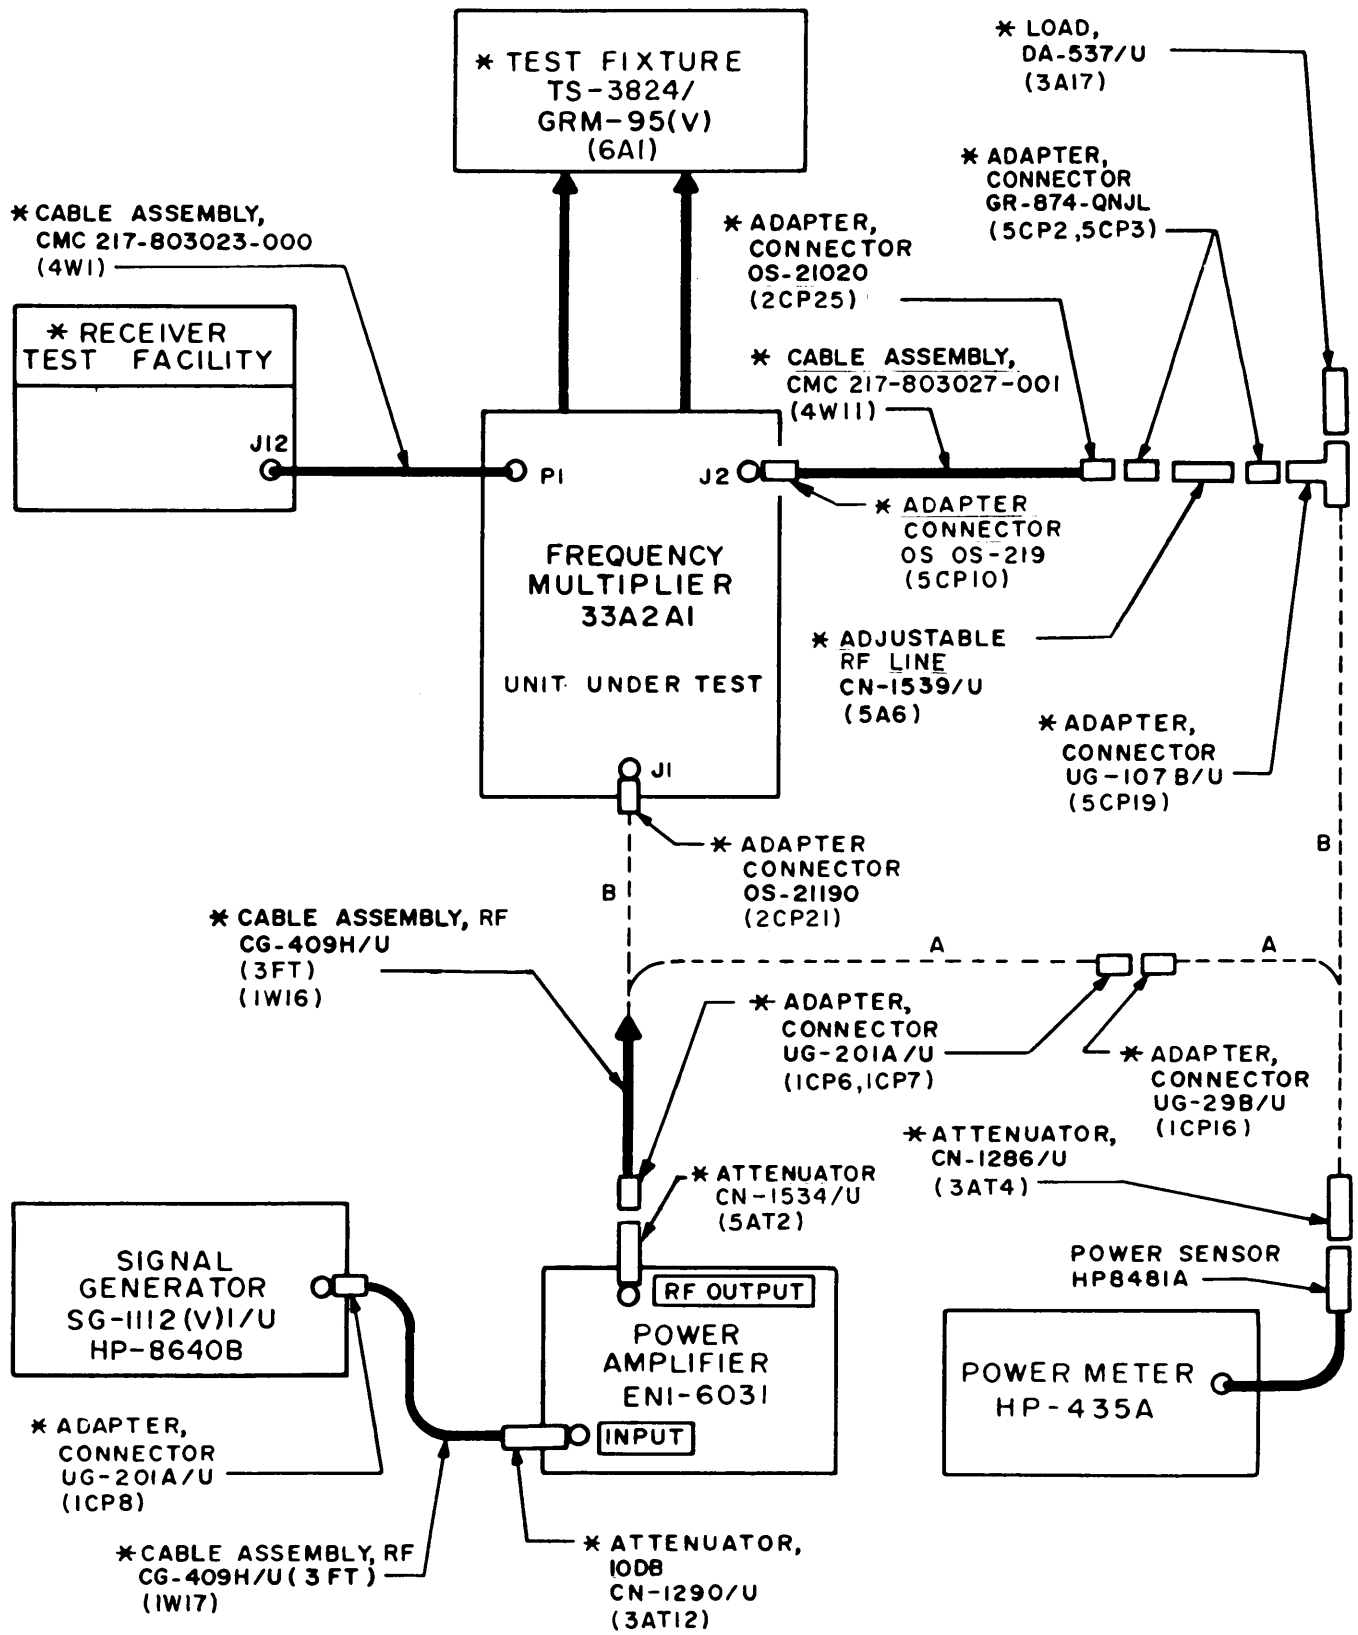 * TEST FIXTURE
TS-3824/
GRM-95(V)
(6A1)
* LOAD,
DA-537/U
(3A17)
* ADAPTER,
CONNECTOR
GR-874-QNJL
(5CP2,5CP3)
* CABLE ASSEMBLY,
CMC 217-803023-000
(4W1)
* ADAPTER,
CONNECTOR
OS-21020
(2CP25)
* RECEIVER
TEST FACILITY
J12
* CABLE ASSEMBLY,
CMC 217-803027-001
(4W11)
P1
J2
* ADAPTER
CONNECTOR
OS OS-219
(5CP10)
FREQUENCY
MULTIPLIER
33A2A1
UNIT UNDER TEST
J1
* ADJUSTABLE
RF LINE
CN-1539/U
(5A6)
* ADAPTER,
CONNECTOR
UG-107B/U
(5CP19)
* ADAPTER
CONNECTOR
OS-21190
(2CP21)
B
B
* CABLE ASSEMBLY, RF
CG-409H/U
(3FT)
(1W16)
A
A
* ADAPTER,
CONNECTOR
UG-201A/U
(1CP6,1CP7)
* ADAPTER,
CONNECTOR
UG-29B/U
(1CP16)
* ATTENUATOR,
CN-1286/U
(3AT4)
* ATTENUATOR
CN-1534/U
(5AT2)
POWER SENSOR
HP8481A
SIGNAL
GENERATOR
SG-1112(V)1/U
HP-8640B
RF OUTPUT
POWER
AMPLIFIER
ENI-6031
INPUT
POWER METER
HP-435A
* ADAPTER,
CONNECTOR
UG-201A/U
(1CP8)
* CABLE ASSEMBLY, RF
CG-409H/U(3FT)
(1W17)
* ATTENUATOR,
10DB
CN-1290/U
(3AT12)